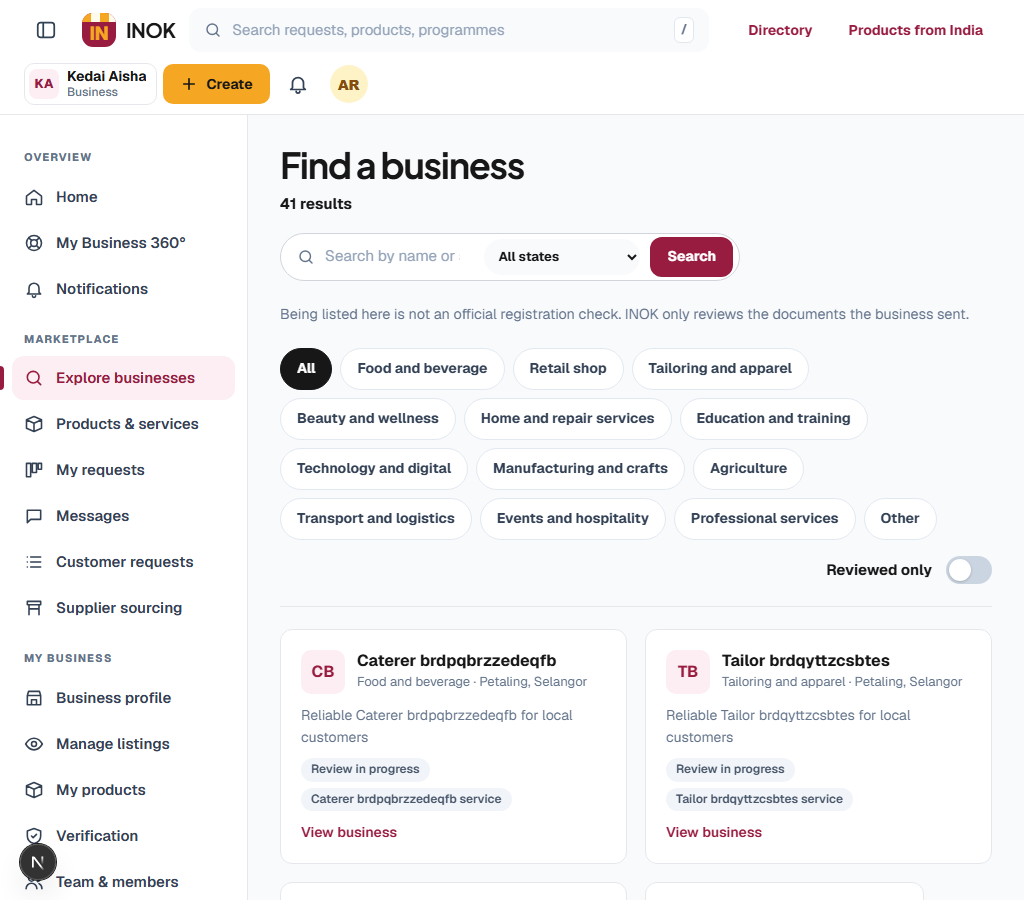 IN INOK
Search requests, products, programmes
/
Directory
Products from India
KA
Kedai Aisha
Business
+ Create
AR
OVERVIEW
Home
My Business 360°
Notifications
MARKETPLACE
Explore businesses
Products & services
My requests
Messages
Customer requests
Supplier sourcing
MY BUSINESS
Business profile
Manage listings
My products
Verification
N
Team & members
Find a business
41 results
Search by name or
All states
Search
Being listed here is not an official registration check. INOK only reviews the documents the business sent.
All
Food and beverage
Retail shop
Tailoring and apparel
Beauty and wellness
Home and repair services
Education and training
Technology and digital
Manufacturing and crafts
Agriculture
Transport and logistics
Events and hospitality
Professional services
Other
Reviewed only
CB
Caterer brdpqbrzzedeqfb
Food and beverage · Petaling, Selangor
Reliable Caterer brdpqbrzzedeqfb for local
customers
Review in progress
Caterer brdpqbrzzedeqfb service
View business
TB
Tailor brdqyttzcsbtes
Tailoring and apparel · Petaling, Selangor
Reliable Tailor brdqyttzcsbtes for local
customers
Review in progress
Tailor brdqyttzcsbtes service
View business